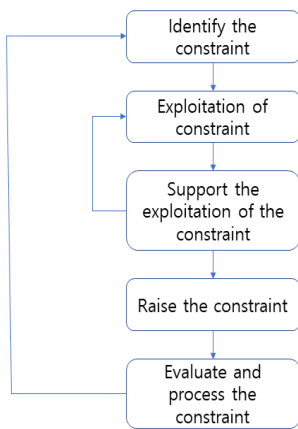 Identify the
constraint
Exploitation of
constraint
Support the
exploitation of the
constraint
Raise the constraint
Evaluate and
process the
constraint